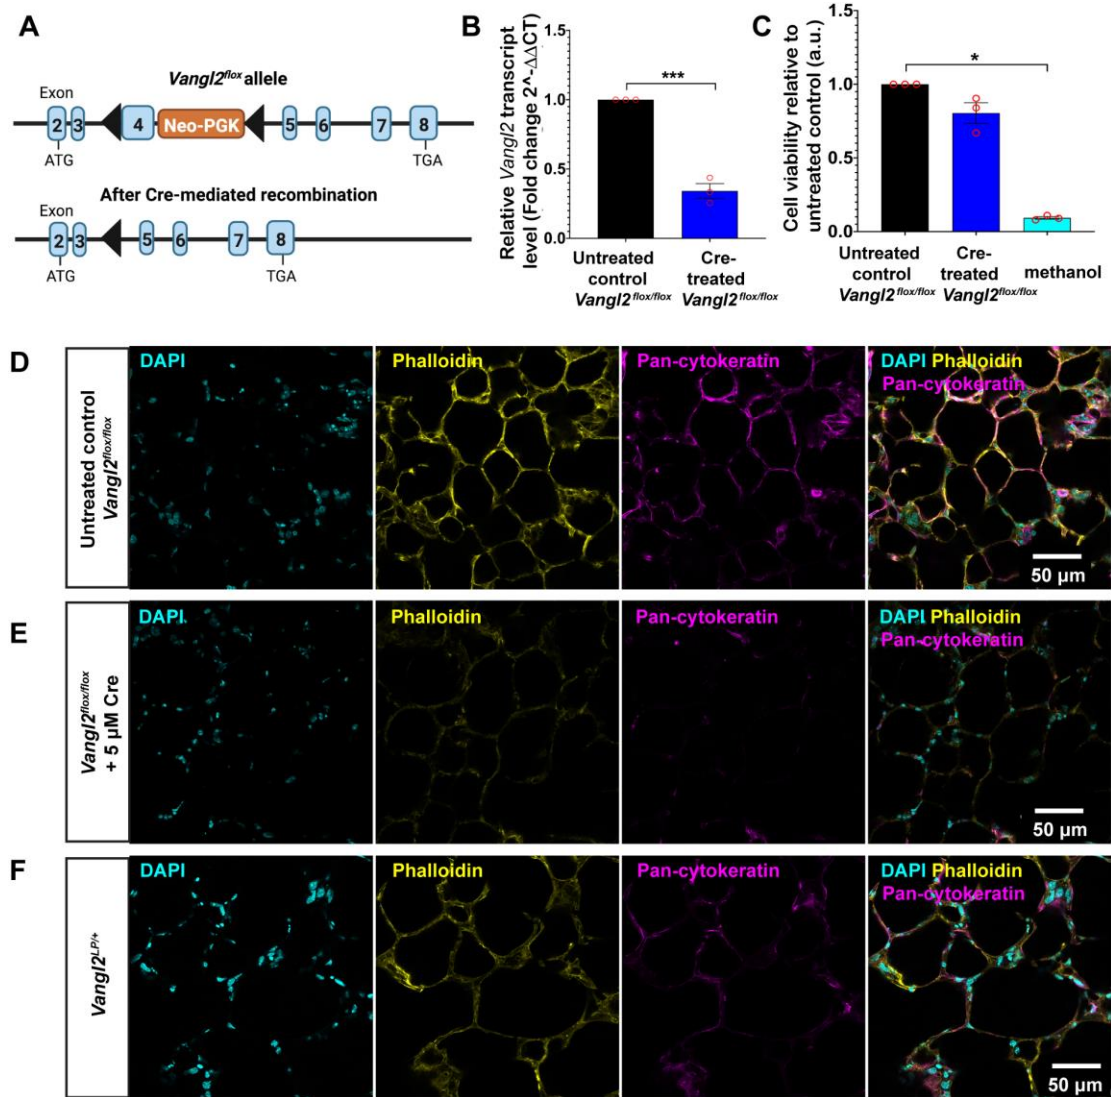 A
Vangl2flox allele
Exon
2 3 4 Neo-PGK 5 6 7 8
ATG TGA
After Cre-mediated recombination
Exon
2 3 5 6 7 8
ATG TGA
B
Relative Vangl2 transcript
level (Fold change 2^-ΔΔCT)
1.5
1.0
0.5
0.0
***
Untreated
control
Vangl2flox/flox
Cre-
treated
Vangl2flox/flox
C
Cell viability relative to
untreated control (a.u.)
1.5
1.0
0.5
0.0
*
Untreated
control
Vangl2flox/flox
Cre-
treated
Vangl2flox/flox
methanol
D
Untreated control
Vangl2flox/flox
DAPI
Phalloidin
Pan-cytokeratin
DAPI Phalloidin
Pan-cytokeratin
50 µm
E
Vangl2flox/flox
+ 5 µM Cre
DAPI
Phalloidin
Pan-cytokeratin
DAPI Phalloidin
Pan-cytokeratin
50 µm
F
Vangl2LP/+
DAPI
Phalloidin
Pan-cytokeratin
DAPI Phalloidin
Pan-cytokeratin
50 µm